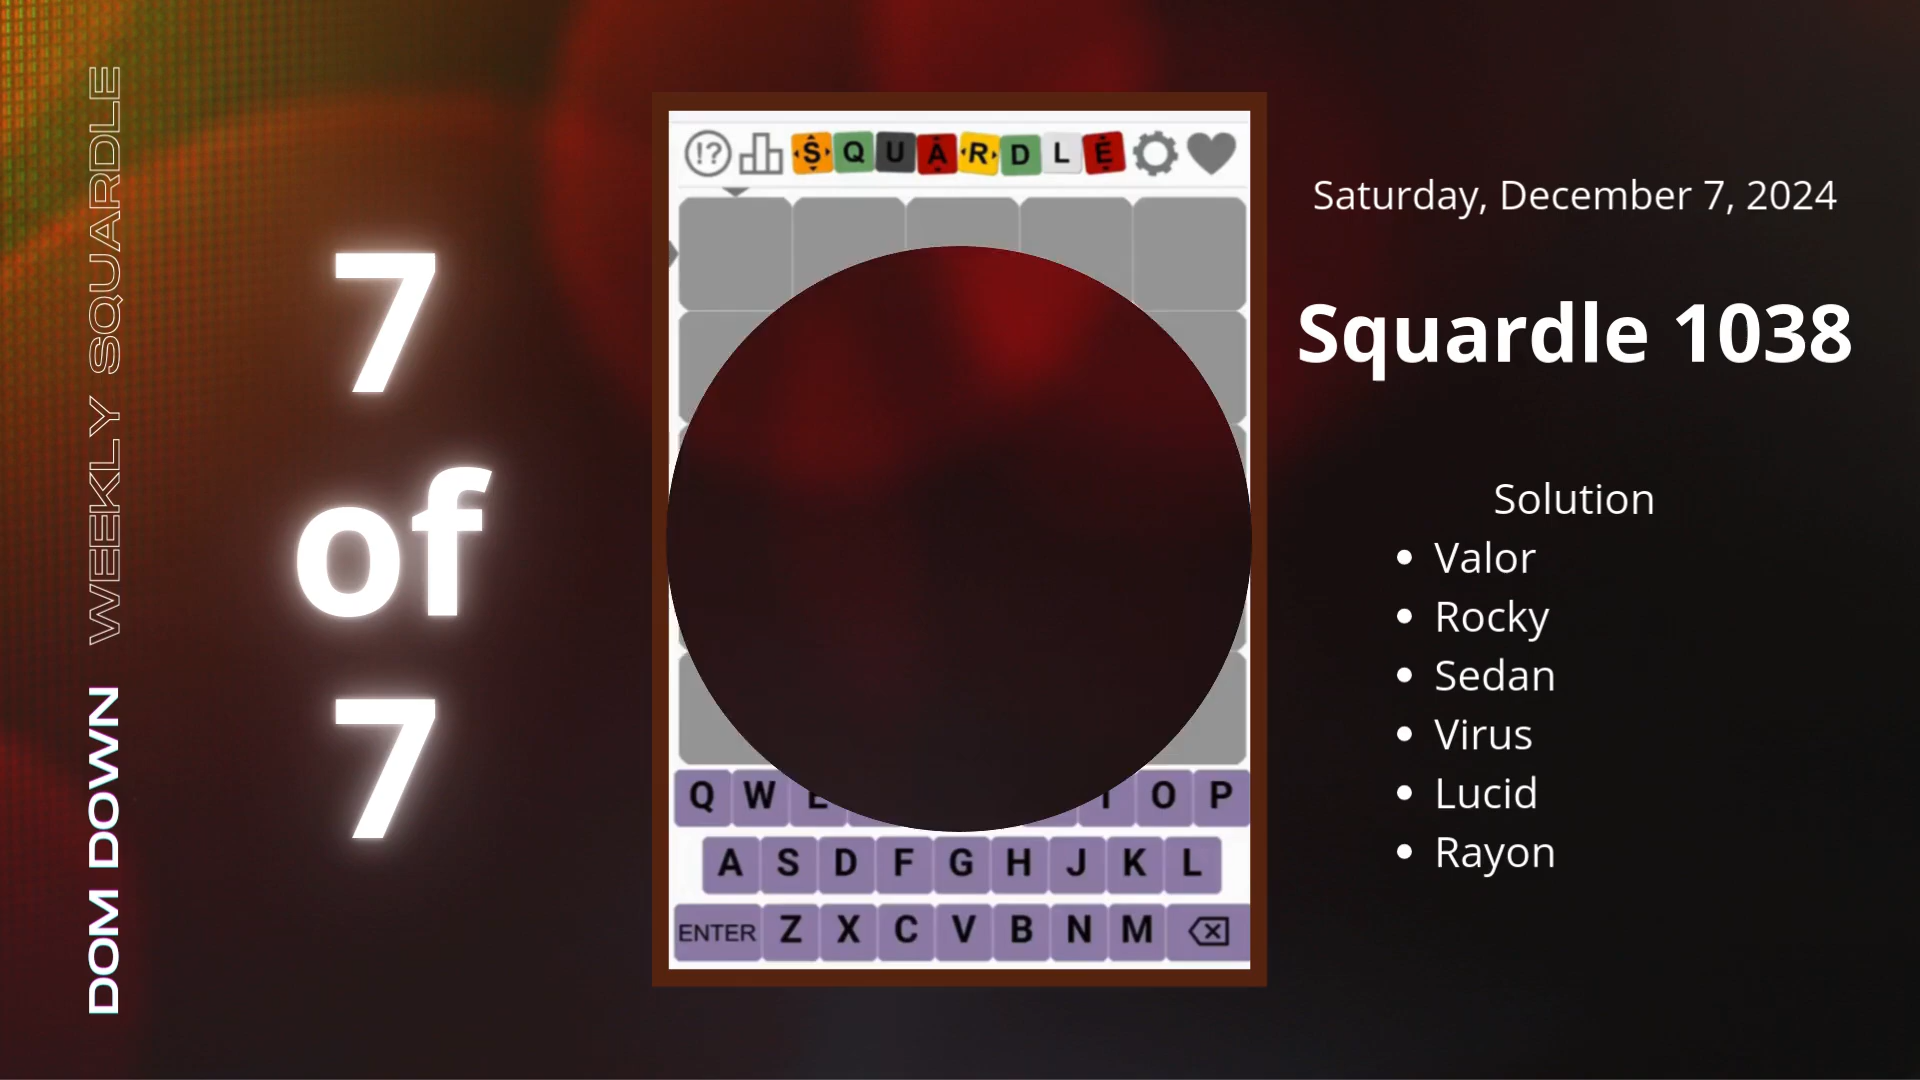 DOM DOWN WEEKLY SQUARDLE
7
of
7
!?
SQUARDLE
Q W E I O P
A S D F G H J K L
ENTER Z X C V B N M
Saturday, December 7, 2024
Squardle 1038
Solution
• Valor
• Rocky
• Sedan
• Virus
• Lucid
• Rayon